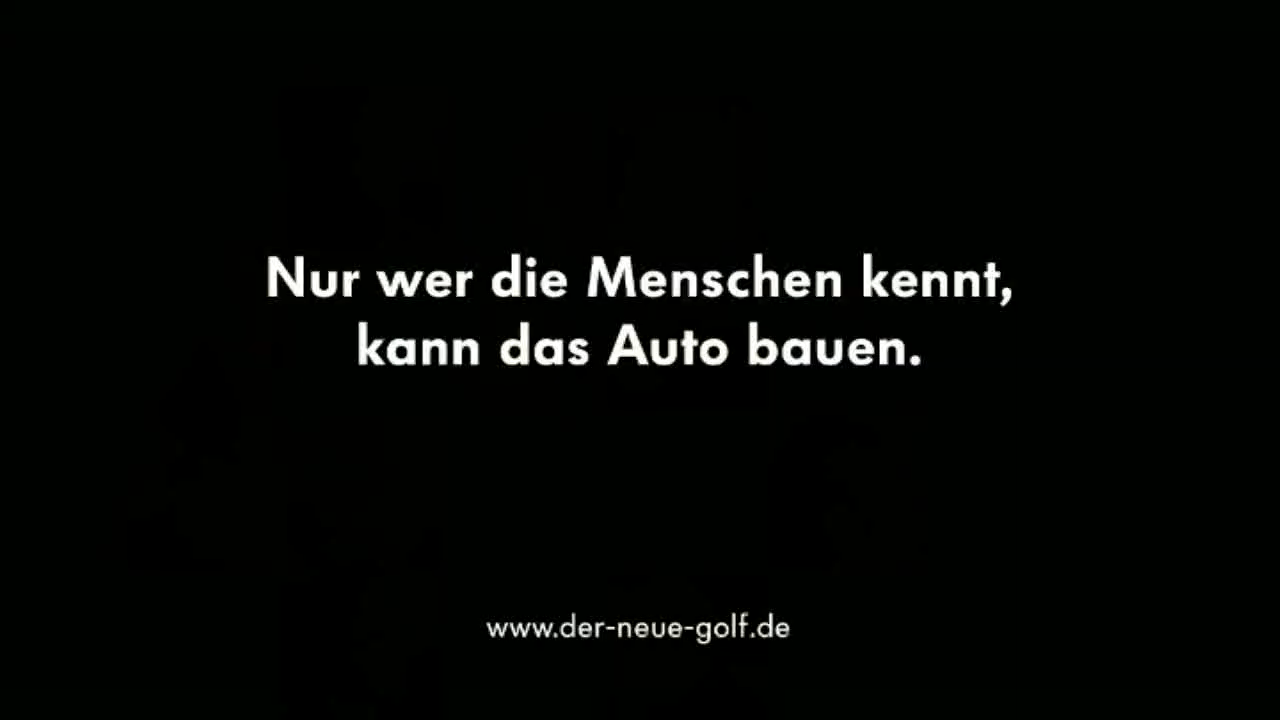 Nur wer die Menschen kennt,
kann das Auto bauen.
www.der-neue-golf.de